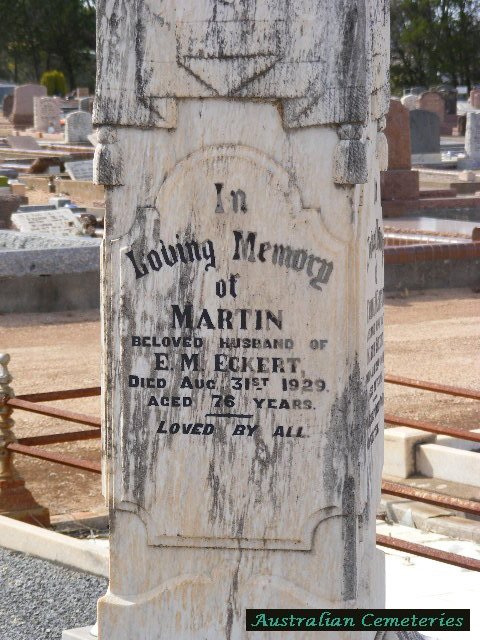 In
Loving Memory
of
MARTIN
BELOVED HUSBAND OF
E. M. ECKERT,
DIED AUG. 31ST 1929.
AGED 76 YEARS.
LOVED BY ALL.
Australian Cemeteries